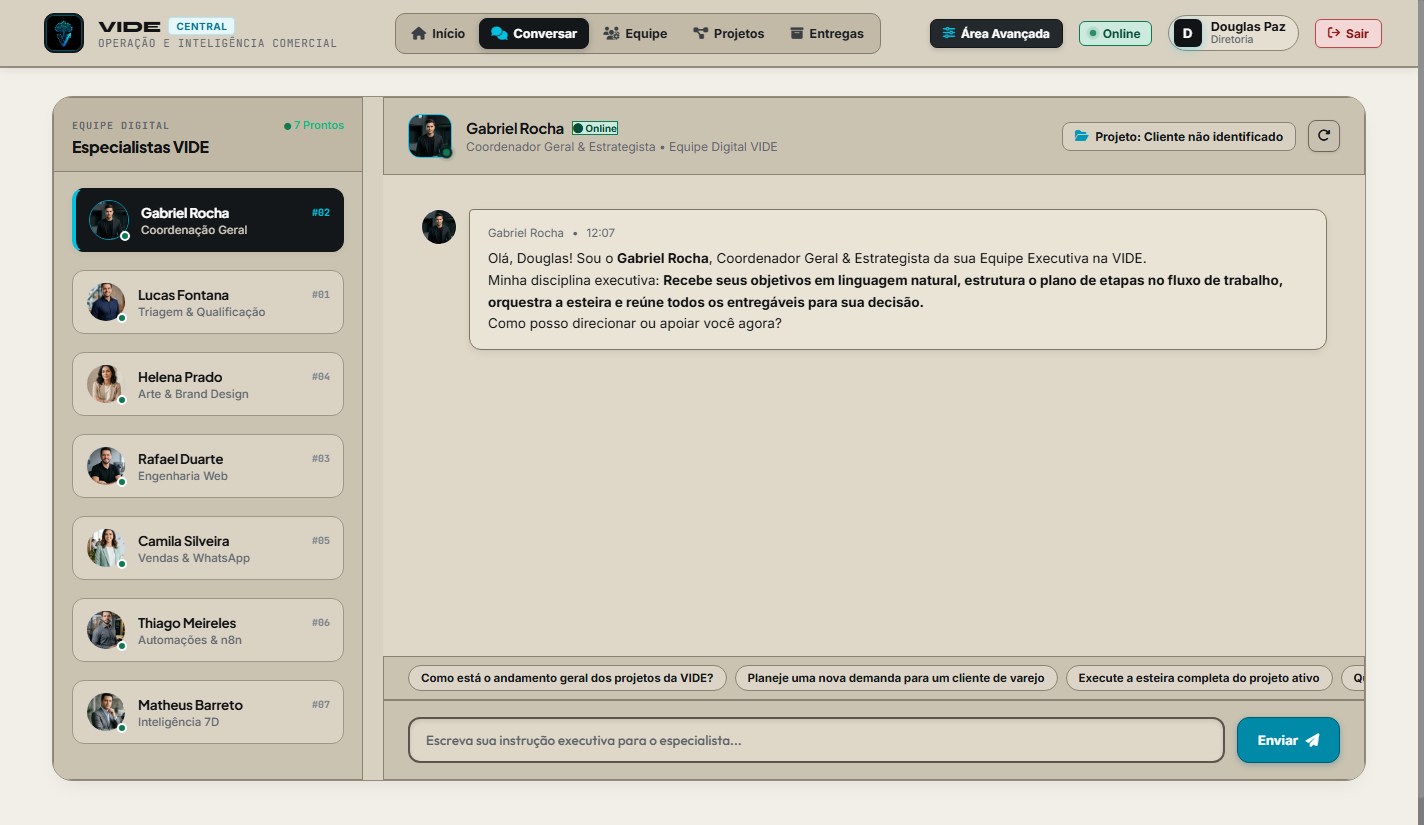 VIDE CENTRAL
OPERAÇÃO E INTELIGÊNCIA COMERCIAL
Início
Conversar
Equipe
Projetos
Entregas
Área Avançada
Online
D
Douglas Paz
Diretoria
Sair
EQUIPE DIGITAL
7 Prontos
Especialistas VIDE
Gabriel Rocha
#02
Coordenação Geral
Lucas Fontana
#01
Triagem & Qualificação
Helena Prado
#04
Arte & Brand Design
Rafael Duarte
#03
Engenharia Web
Camila Silveira
#05
Vendas & WhatsApp
Thiago Meireles
#06
Automações & n8n
Matheus Barreto
#07
Inteligência 7D
Gabriel Rocha
Online
Coordenador Geral & Estrategista • Equipe Digital VIDE
Projeto: Cliente não identificado
Gabriel Rocha • 12:07
Olá, Douglas! Sou o Gabriel Rocha, Coordenador Geral & Estrategista da sua Equipe Executiva na VIDE.
Minha disciplina executiva: Recebe seus objetivos em linguagem natural, estrutura o plano de etapas no fluxo de trabalho,
orquestra a esteira e reúne todos os entregáveis para sua decisão.
Como posso direcionar ou apoiar você agora?
Como está o andamento geral dos projetos da VIDE?
Planeje uma nova demanda para um cliente de varejo
Execute a esteira completa do projeto ativo
Escreva sua instrução executiva para o especialista...
Enviar